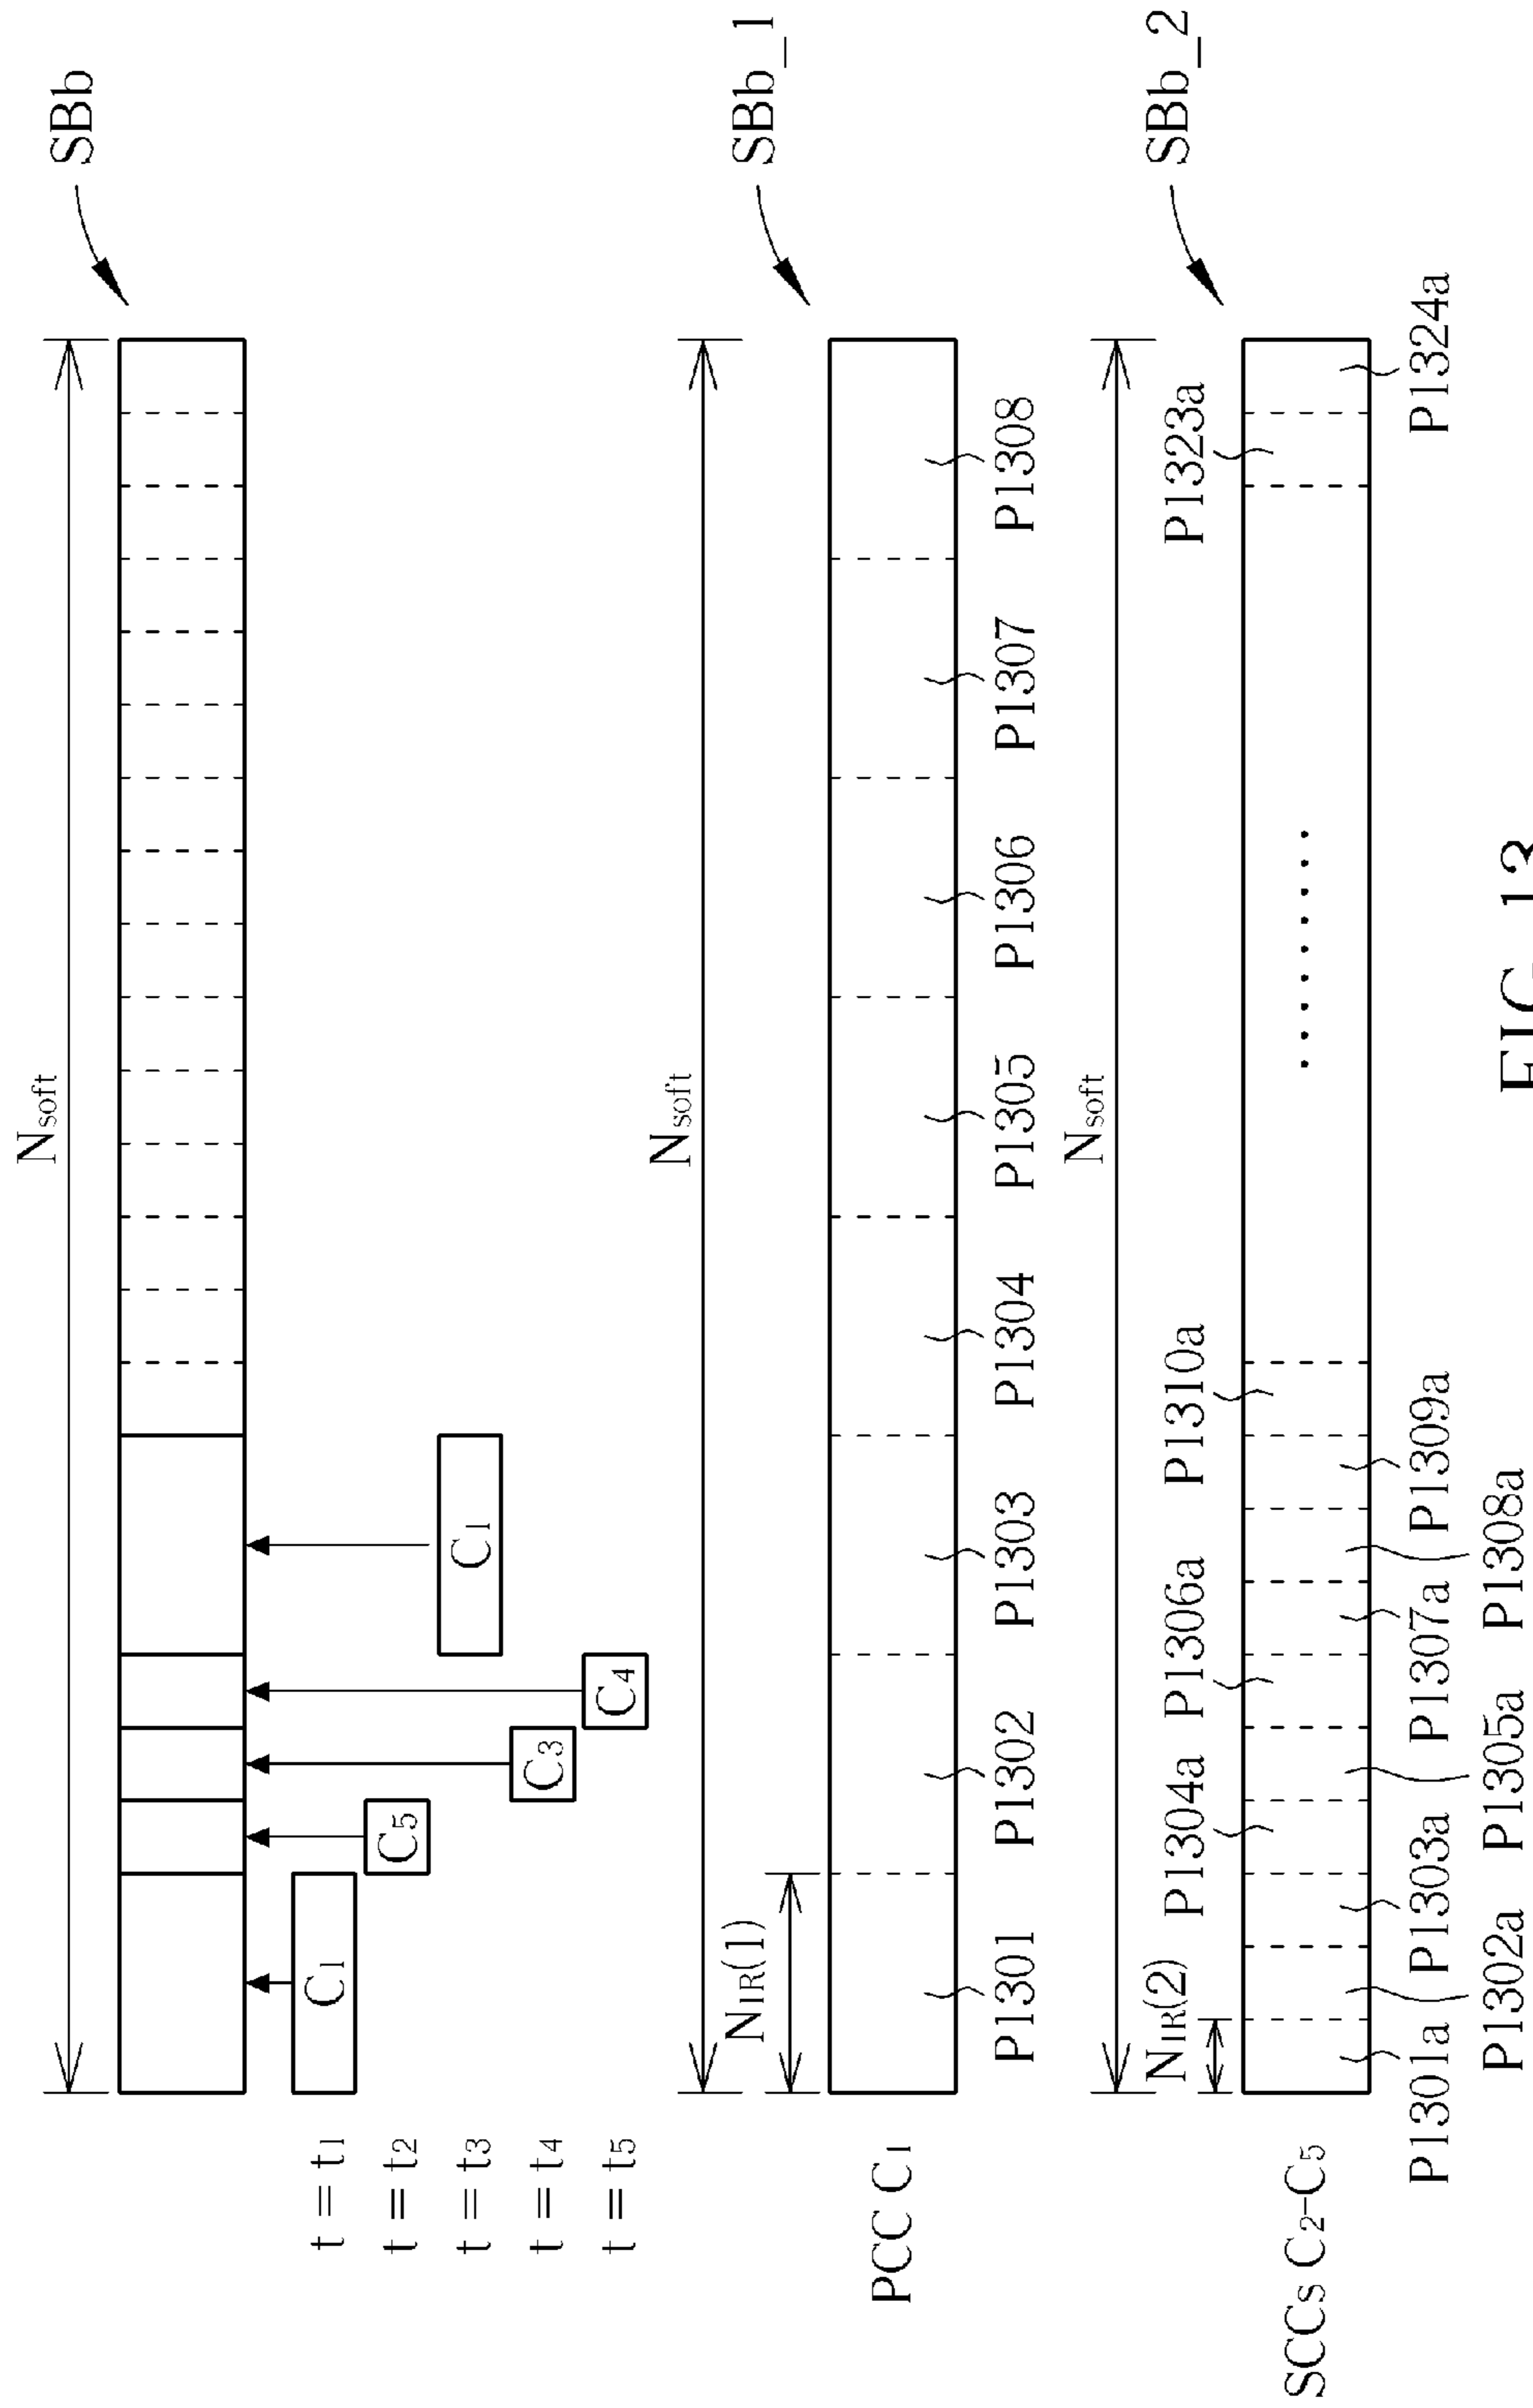 SBb
Nsoft
t = t1
C1
t = t2
C5
t = t3
C1
t = t4
C3
t = t5
C4
SBb_1
Nsoft
NIR(1)
PCC C1
P1301
P1302
P1303
P1304
P1305
P1306
P1307
P1308
SBb_2
Nsoft
NIR(2)
P1304a
P1306a
P1310a
P1323a
SCCs C2-C5
P1301a
P1303a
P1307a
P1309a
P1324a
P1302a
P1305a
P1308a
FIG. 13